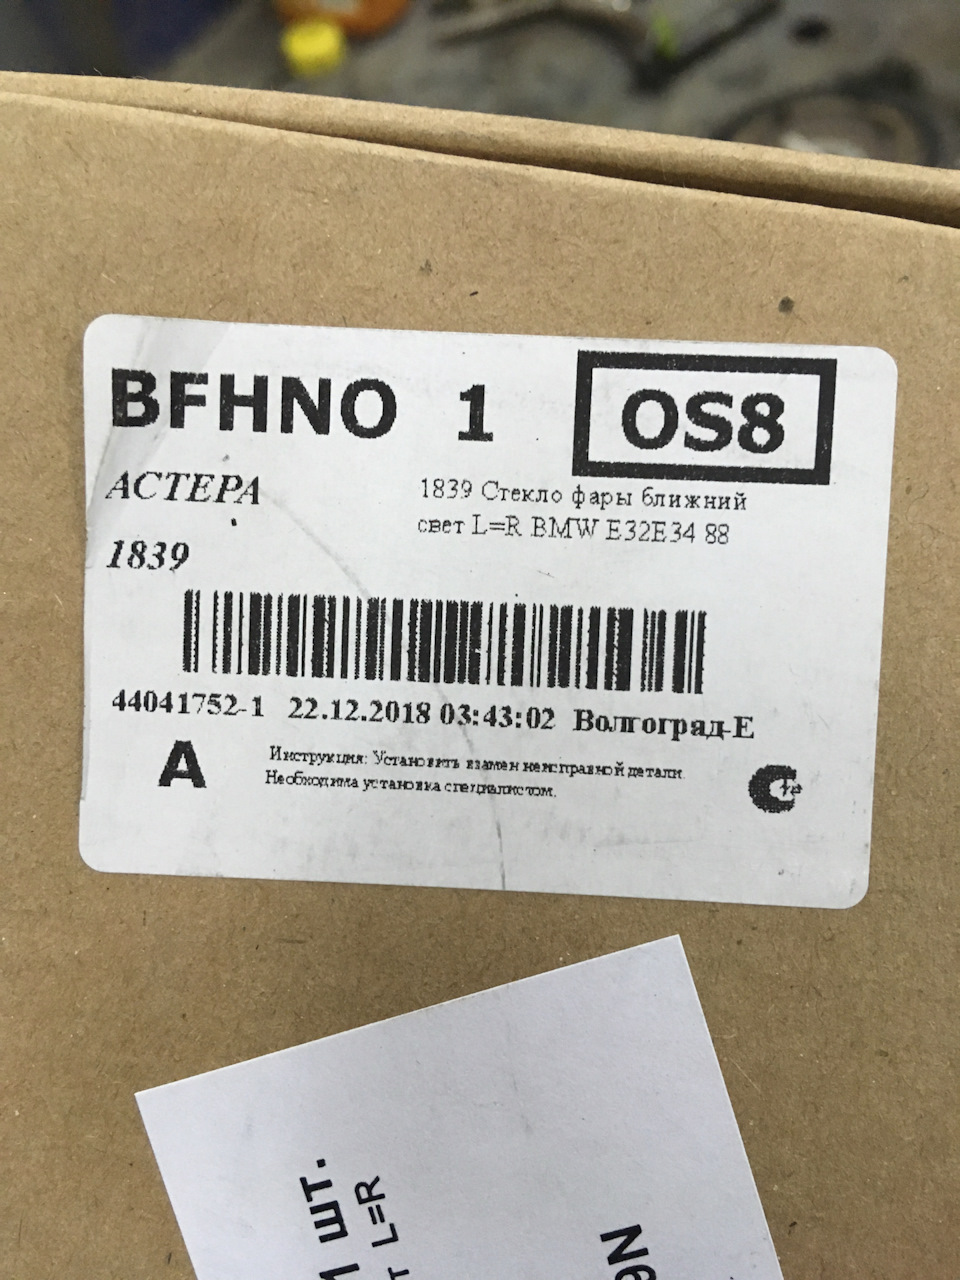 BFHNO 1 OS8
АСТЕРА
1839 Стекло фары ближний
свет L=R BMW E32E34 88
1839
44041752-1 22.12.2018 03:43:02 Волгоград-Е
А
Инструкция: Установить взамен неисправной детали.
Необходима установка специалистом.
1 шт.
т L=R
9N